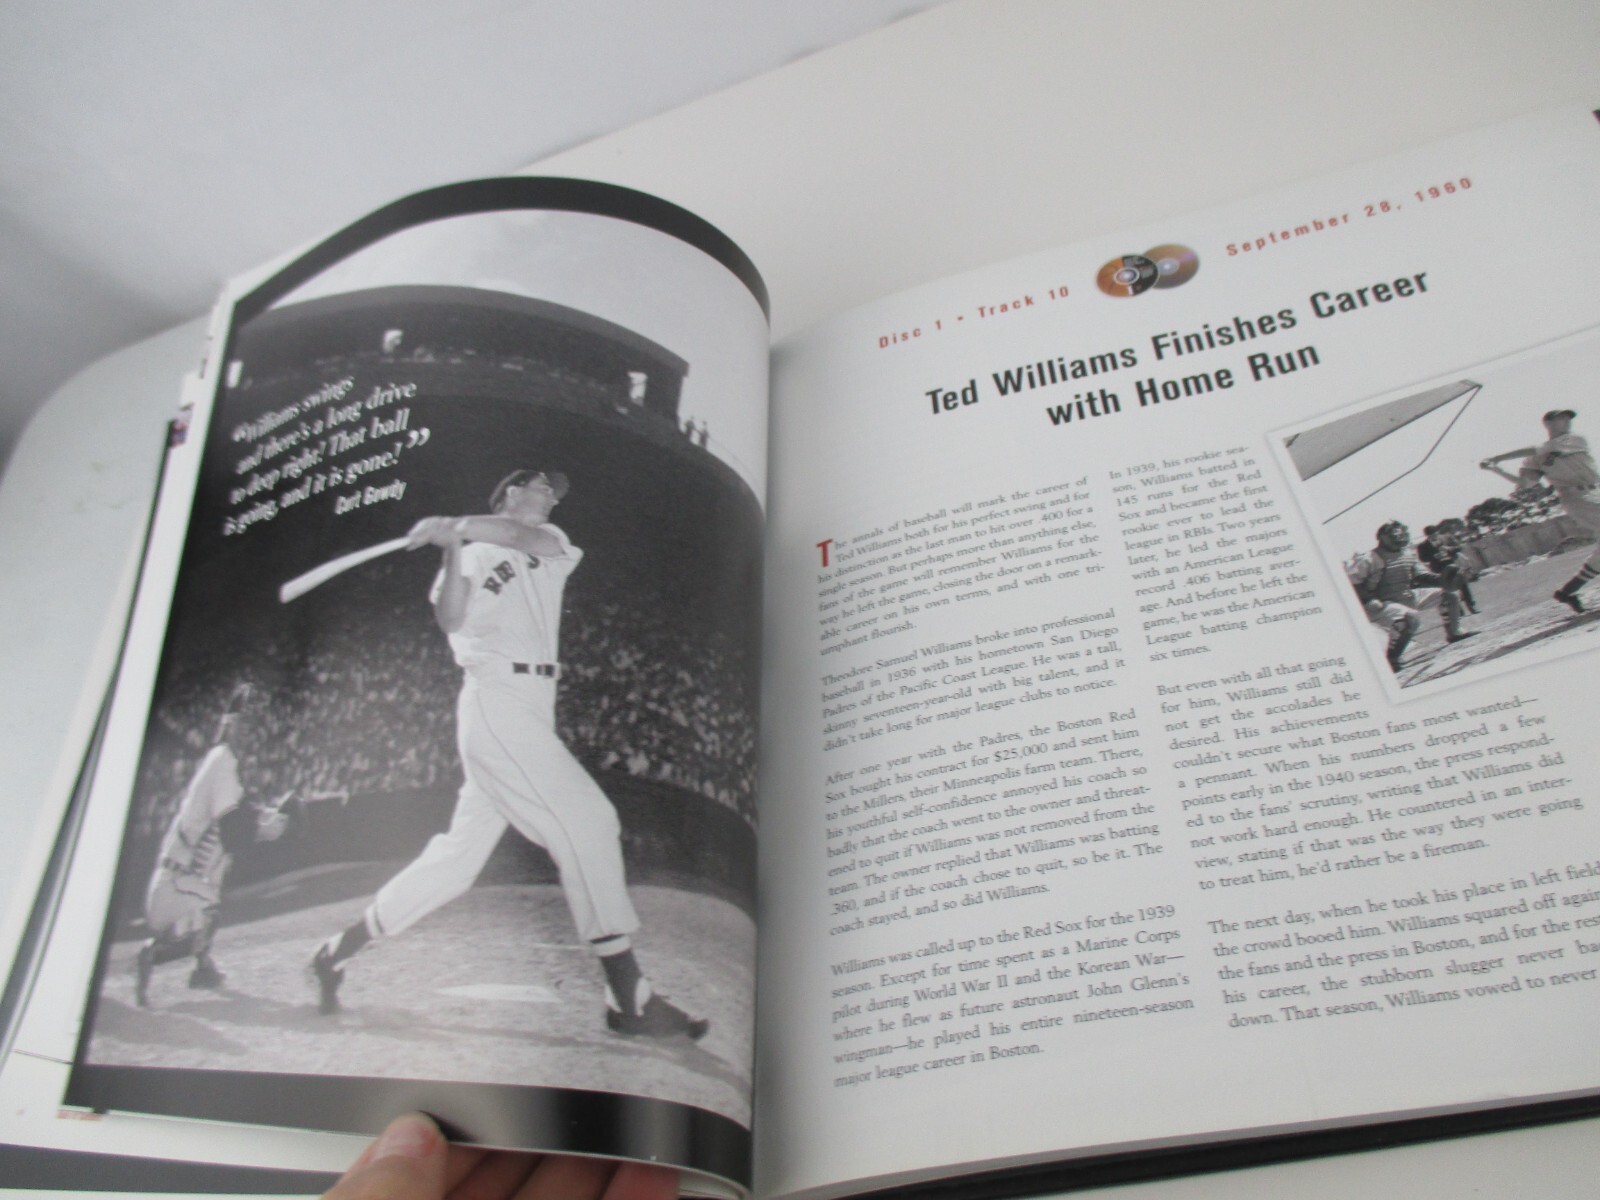 “Williams swings
and there's a long drive
to deep right! That ball
is going, and it is gone!”
Curt Gowdy
Disc 1 • Track 10
September 28, 1960
Ted Williams Finishes Career
with Home Run
The annals of baseball will mark the career of
Ted Williams both for his perfect swing and for
his distinction as the last man to hit over .400 for a
single season. But perhaps more than anything else,
fans of the game will remember Williams for the
way he left the game, closing the door on a remark-
able career on his own terms, and with one tri-
umphant flourish.
Theodore Samuel Williams broke into professional
baseball in 1936 with his hometown San Diego
Padres of the Pacific Coast League. He was a tall,
skinny seventeen-year-old with big talent, and it
didn't take long for major league clubs to notice.
After one year with the Padres, the Boston Red
Sox bought his contract for $25,000 and sent him
to the Millers, their Minneapolis farm team. There,
his youthful self-confidence annoyed his coach so
badly that the coach went to the owner and threat-
ened to quit if Williams was not removed from the
team. The owner replied that Williams was batting
.360, and if the coach chose to quit, so be it. The
coach stayed, and so did Williams.
Williams was called up to the Red Sox for the 1939
season. Except for time spent as a Marine Corps
pilot during World War II and the Korean War—
where he flew as future astronaut John Glenn's
wingman—he played his entire nineteen-season
major league career in Boston.
In 1939, his rookie sea-
son, Williams batted in
145 runs for the Red
Sox and became the first
rookie ever to lead the
league in RBIs. Two years
later, he led the majors
with an American League
record .406 batting aver-
age. And before he left the
game, he was the American
League batting champion
six times.
But even with all that going
for him, Williams still did
not get the accolades he
desired. His achievements
couldn't secure what Boston fans most wanted—
a pennant. When his numbers dropped a few
points early in the 1940 season, the press respond-
ed to the fans' scrutiny, writing that Williams did
not work hard enough. He countered in an inter-
view, stating if that was the way they were going
to treat him, he'd rather be a fireman.
The next day, when he took his place in left field
the crowd booed him. Williams squared off again
the fans and the press in Boston, and for the rest
his career, the stubborn slugger never ba
down. That season, Williams vowed to never